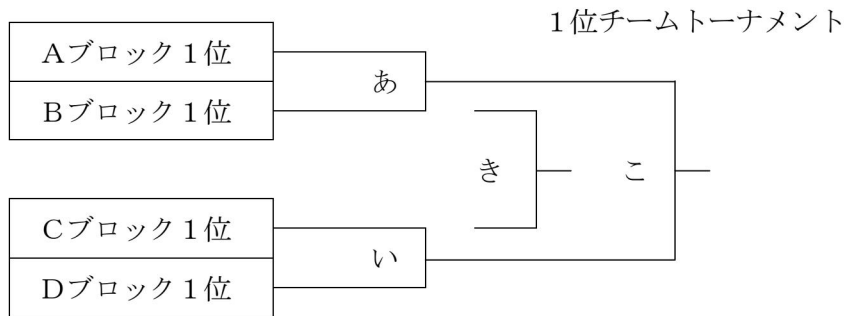 １位チームトーナメント
Ａブロック１位
あ
Ｂブロック１位
き
こ
Ｃブロック１位
い
Ｄブロック１位